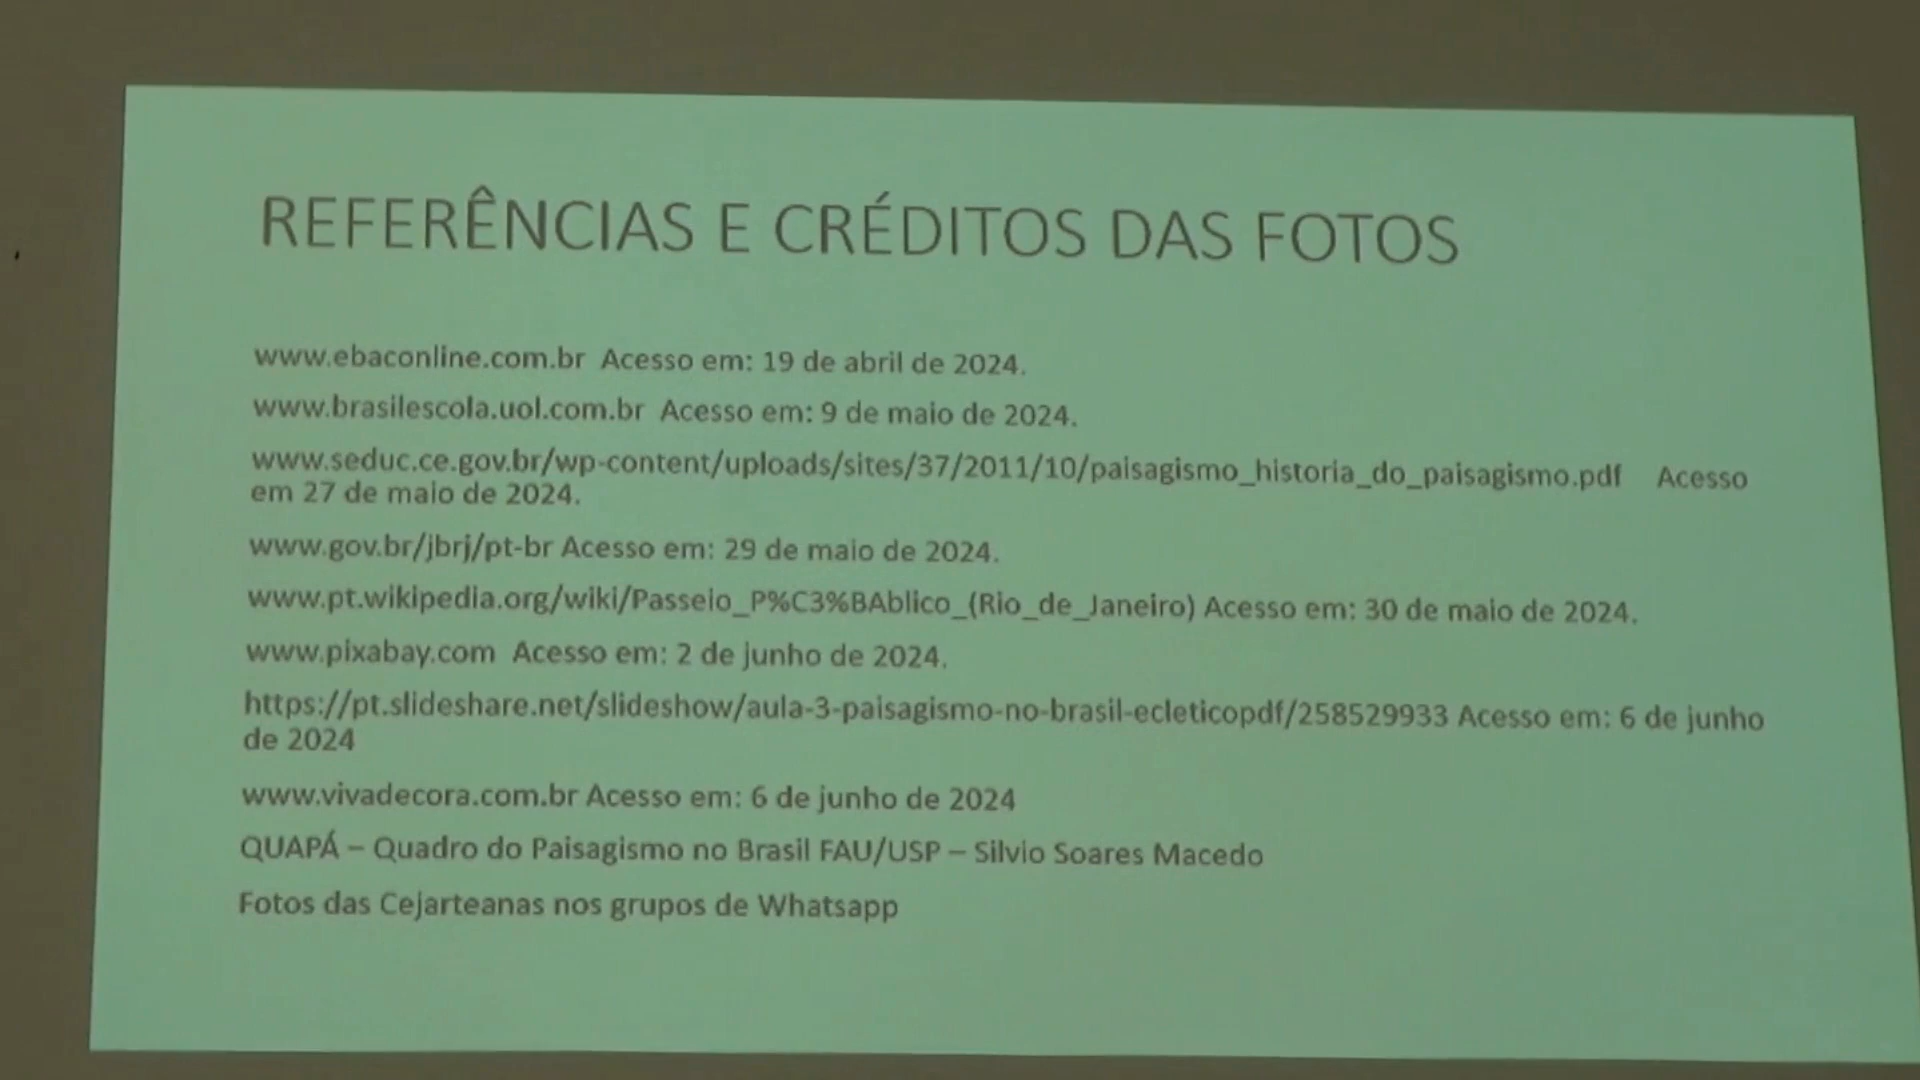 REFERÊNCIAS E CRÉDITOS DAS FOTOS
www.ebaconline.com.br Acesso em: 19 de abril de 2024.
www.brasilescola.uol.com.br Acesso em: 9 de maio de 2024.
www.seduc.ce.gov.br/wp-content/uploads/sites/37/2011/10/paisagismo_historia_do_paisagismo.pdf Acesso
em 27 de maio de 2024.
www.gov.br/jbrj/pt-br Acesso em: 29 de maio de 2024.
www.pt.wikipedia.org/wiki/Passeio_P%C3%BAblico_(Rio_de_Janeiro) Acesso em: 30 de maio de 2024.
www.pixabay.com Acesso em: 2 de junho de 2024.
https://pt.slideshare.net/slideshow/aula-3-paisagismo-no-brasil-ecleticopdf/258529933 Acesso em: 6 de junho
de 2024
www.vivadecora.com.br Acesso em: 6 de junho de 2024
QUAPÁ – Quadro do Paisagismo no Brasil FAU/USP – Silvio Soares Macedo
Fotos das Cejarteanas nos grupos de Whatsapp